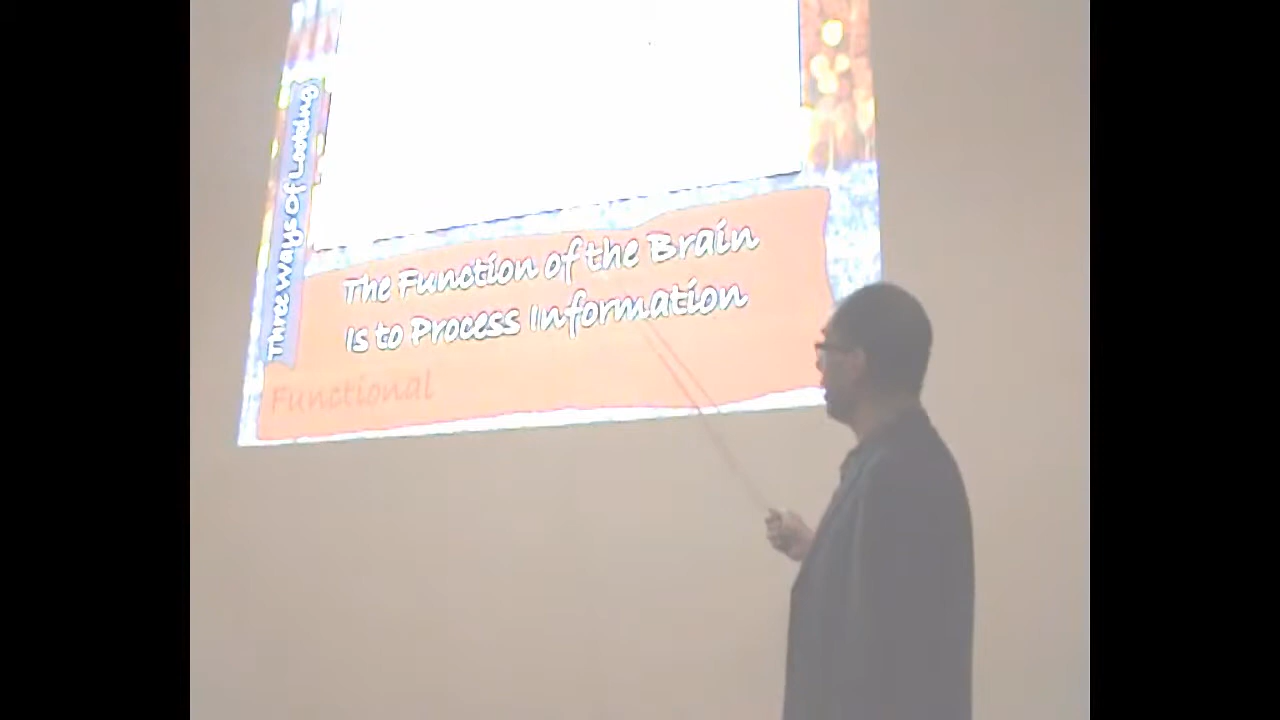 Three Ways Of Looking
The Function of the Brain
Is to Process Information
Functional